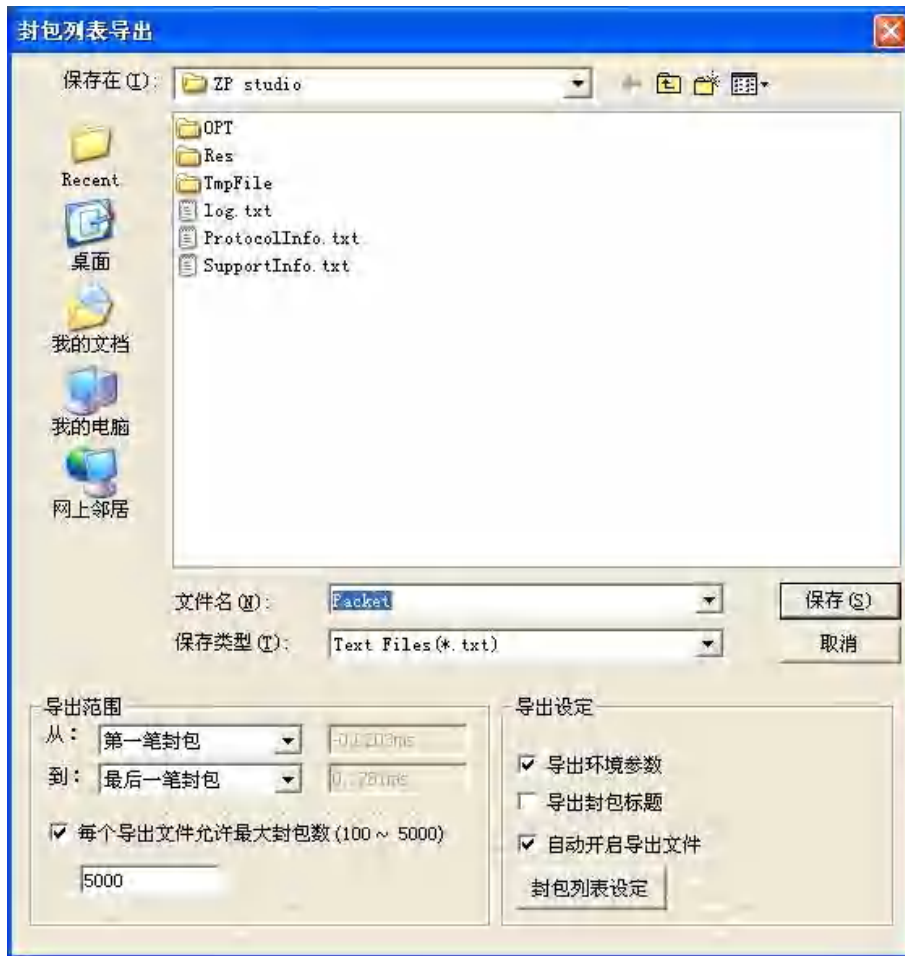 封包列表导出
保存在(I):
ZP studio
OPT
Res
TmpFile
log.txt
ProtocolInfo.txt
SupportInfo.txt
Recent
桌面
我的文档
我的电脑
网上邻居
文件名(N):
Packet
保存(S)
保存类型(T):
Text Files(*.txt)
取消
导出范围
从:
第一笔封包
到:
最后一笔封包
每个导出文件允许最大封包数(100 ~ 5000)
5000
导出设定
导出环境参数
导出封包标题
自动开启导出文件
封包列表设定